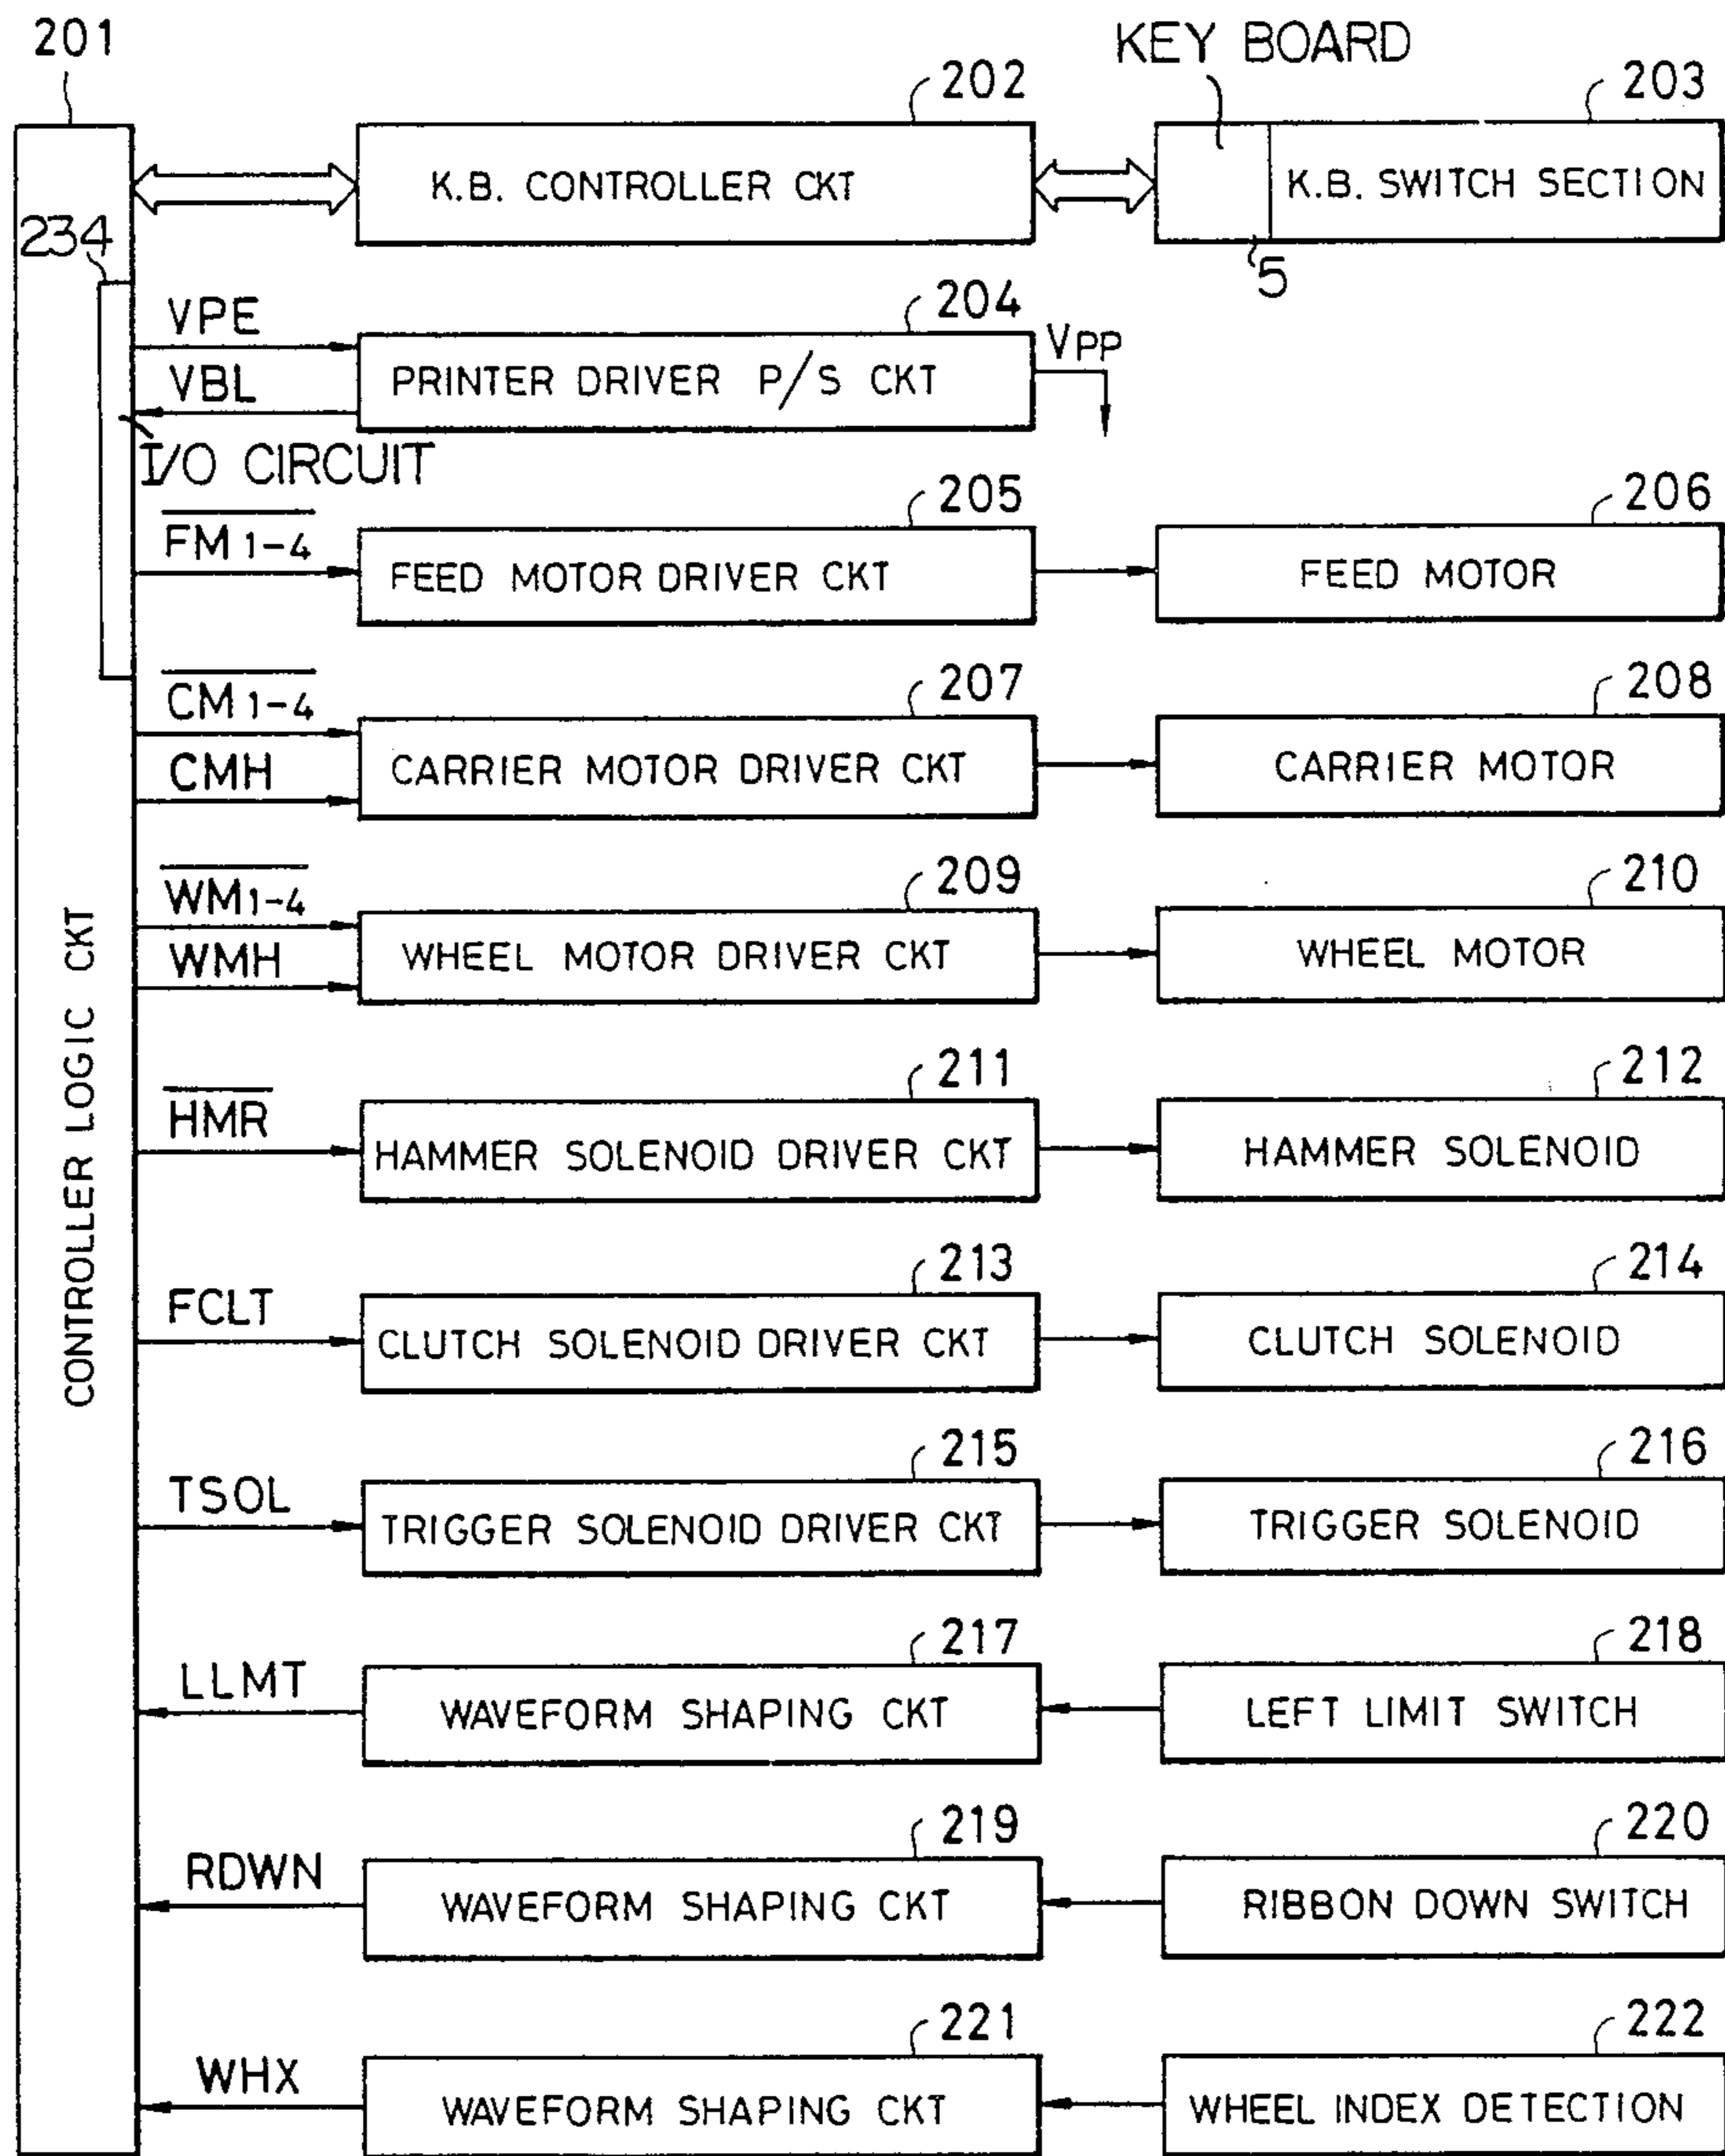 201
KEY BOARD
202
203
K.B. CONTROLLER CKT
K.B. SWITCH SECTION
234
5
VPE
204
VPP
PRINTER DRIVER P/S CKT
VBL
I/O CIRCUIT
205
206
FM 1-4
FEED MOTOR DRIVER CKT
FEED MOTOR
CM 1-4
207
208
CMH
CARRIER MOTOR DRIVER CKT
CARRIER MOTOR
WM 1-4
209
210
WMH
WHEEL MOTOR DRIVER CKT
WHEEL MOTOR
CONTROLLER LOGIC CKT
HMR
211
212
HAMMER SOLENOID DRIVER CKT
HAMMER SOLENOID
FCLT
213
214
CLUTCH SOLENOID DRIVER CKT
CLUTCH SOLENOID
TSOL
215
216
TRIGGER SOLENOID DRIVER CKT
TRIGGER SOLENOID
LLMT
217
218
WAVEFORM SHAPING CKT
LEFT LIMIT SWITCH
RDWN
219
220
WAVEFORM SHAPING CKT
RIBBON DOWN SWITCH
WHX
221
222
WAVEFORM SHAPING CKT
WHEEL INDEX DETECTION